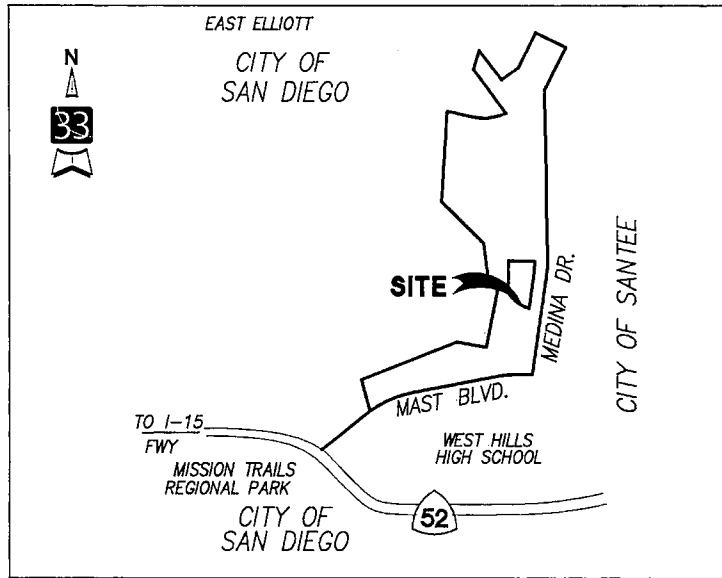 EAST ELLIOTT
CITY OF
SAN DIEGO
N
33
SITE
MEDINA DR.
CITY OF SANTEE
MAST BLVD.
TO I-15
FWY
WEST HILLS
HIGH SCHOOL
MISSION TRAILS
REGIONAL PARK
52
CITY OF
SAN DIEGO